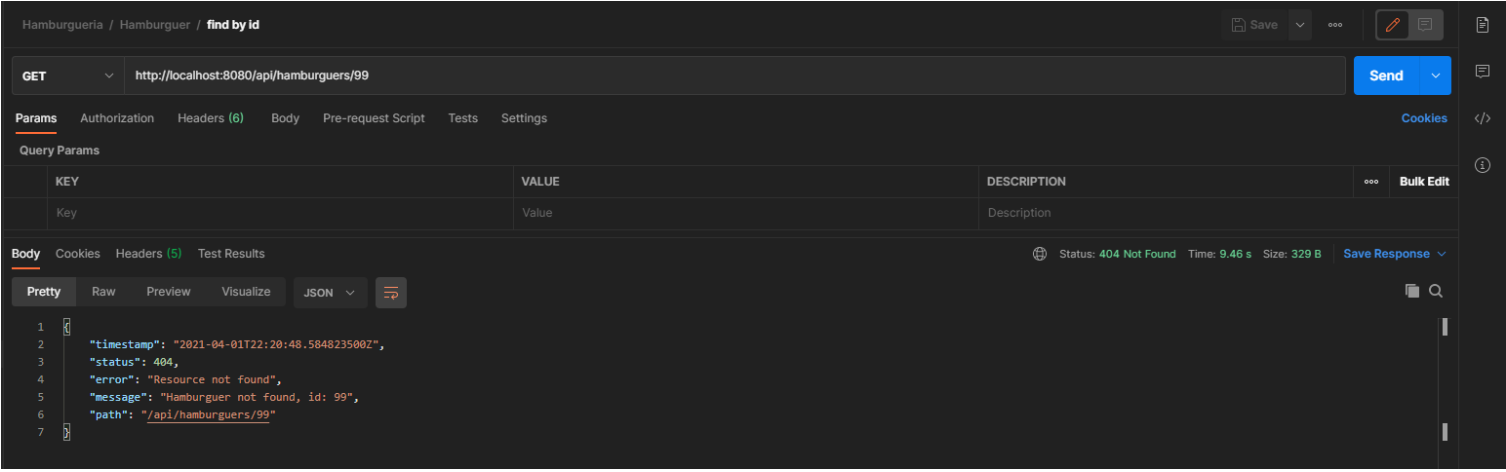 Hamburgueria / Hamburguer / find by id
Save
GET http://localhost:8080/api/hamburguers/99 Send
Params Authorization Headers (6) Body Pre-request Script Tests Settings Cookies
Query Params
KEY VALUE DESCRIPTION Bulk Edit
Key Value Description
Body Cookies Headers (5) Test Results Status: 404 Not Found Time: 9.46 s Size: 329 B Save Response
Pretty Raw Preview Visualize JSON
1 {
2 "timestamp": "2021-04-01T22:20:48.584823500Z",
3 "status": 404,
4 "error": "Resource not found",
5 "message": "Hamburguer not found, id: 99",
6 "path": "/api/hamburguers/99"
7 }